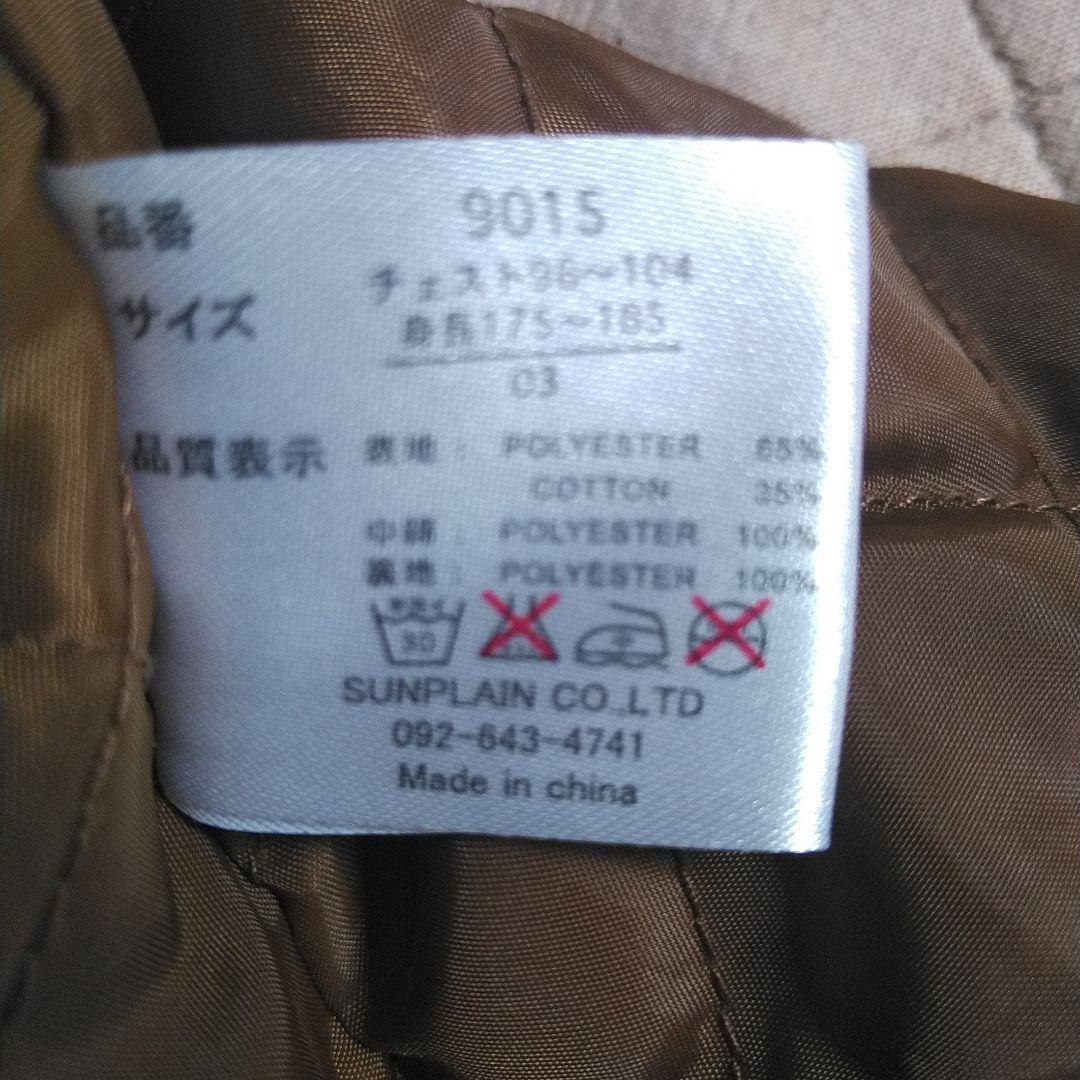 品番 9015
サイズ チェスト96～104
身長175～185
03
品質表示 表地: POLYESTER 65%
COTTON 35%
中綿: POLYESTER 100%
裏地: POLYESTER 100%
30
SUNPLAIN CO.,LTD
092-643-4741
Made in china